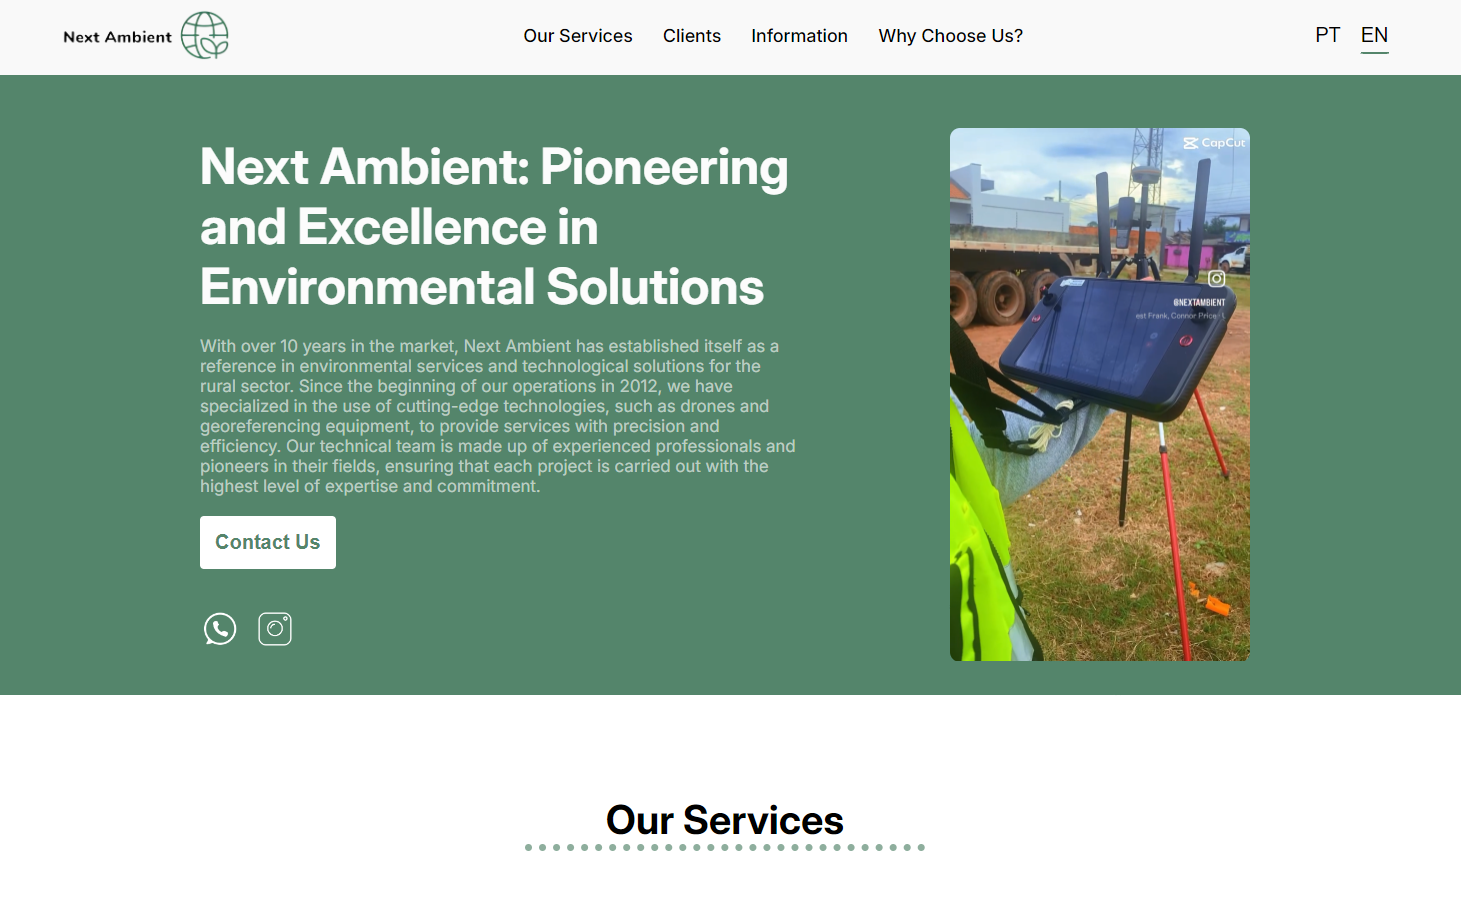 Next Ambient
Our Services
Clients
Information
Why Choose Us?
PT
EN
Next Ambient: Pioneering
and Excellence in
Environmental Solutions
With over 10 years in the market, Next Ambient has established itself as a
reference in environmental services and technological solutions for the
rural sector. Since the beginning of our operations in 2012, we have
specialized in the use of cutting-edge technologies, such as drones and
georeferencing equipment, to provide services with precision and
efficiency. Our technical team is made up of experienced professionals and
pioneers in their fields, ensuring that each project is carried out with the
highest level of expertise and commitment.
Contact Us
CapCut
@NEXTAMBIENT
est Frank, Connor Price
Our Services